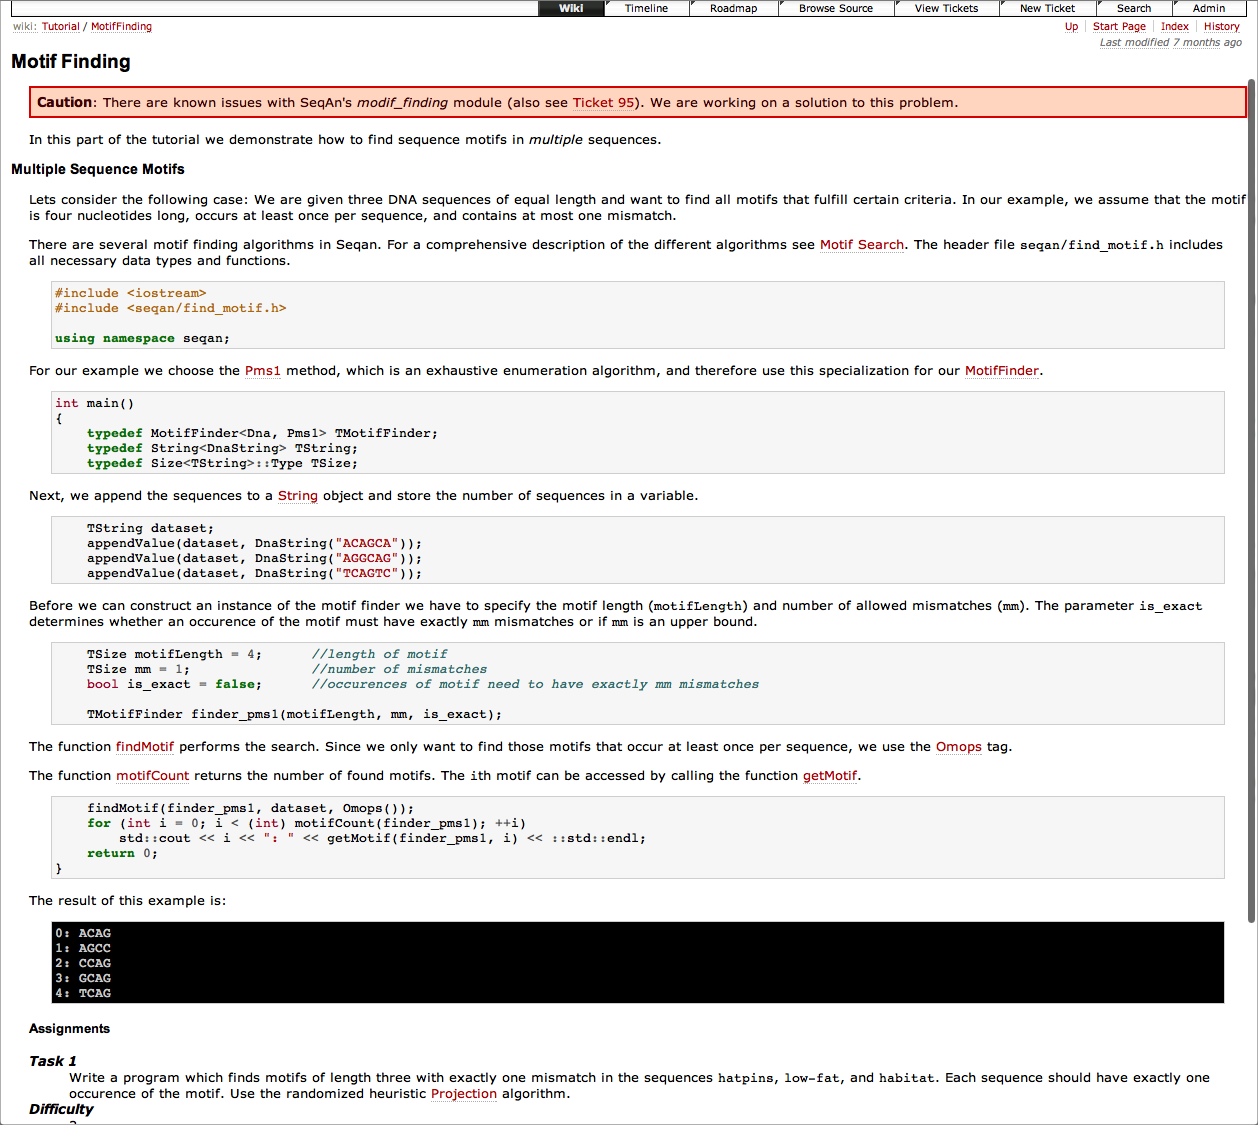 Wiki Timeline Roadmap Browse Source View Tickets New Ticket Search Admin
wiki: Tutorial / MotifFinding Up Start Page Index History
Last modified 7 months ago
Motif Finding
Caution: There are known issues with SeqAn's modif_finding module (also see Ticket 95). We are working on a solution to this problem.
In this part of the tutorial we demonstrate how to find sequence motifs in multiple sequences.
Multiple Sequence Motifs
Lets consider the following case: We are given three DNA sequences of equal length and want to find all motifs that fulfill certain criteria. In our example, we assume that the motif
is four nucleotides long, occurs at least once per sequence, and contains at most one mismatch.
There are several motif finding algorithms in Seqan. For a comprehensive description of the different algorithms see Motif Search. The header file seqan/find_motif.h includes
all necessary data types and functions.
#include <iostream>
#include <seqan/find_motif.h>
using namespace seqan;
For our example we choose the Pms1 method, which is an exhaustive enumeration algorithm, and therefore use this specialization for our MotifFinder.
int main()
{
typedef MotifFinder<Dna, Pms1> TMotifFinder;
typedef String<DnaString> TString;
typedef Size<TString>::Type TSize;
Next, we append the sequences to a String object and store the number of sequences in a variable.
TString dataset;
appendValue(dataset, DnaString("ACAGCA"));
appendValue(dataset, DnaString("AGGCAG"));
appendValue(dataset, DnaString("TCAGTC"));
Before we can construct an instance of the motif finder we have to specify the motif length (motifLength) and number of allowed mismatches (mm). The parameter is_exact
determines whether an occurence of the motif must have exactly mm mismatches or if mm is an upper bound.
TSize motifLength = 4; //length of motif
TSize mm = 1; //number of mismatches
bool is_exact = false; //occurences of motif need to have exactly mm mismatches
TMotifFinder finder_pms1(motifLength, mm, is_exact);
The function findMotif performs the search. Since we only want to find those motifs that occur at least once per sequence, we use the Omops tag.
The function motifCount returns the number of found motifs. The ith motif can be accessed by calling the function getMotif.
findMotif(finder_pms1, dataset, Omops());
for (int i = 0; i < (int) motifCount(finder_pms1); ++i)
std::cout << i << ": " << getMotif(finder_pms1, i) << ::std::endl;
return 0;
}
The result of this example is:
0: ACAG
1: AGCC
2: CCAG
3: GCAG
4: TCAG
Assignments
Task 1
Write a program which finds motifs of length three with exactly one mismatch in the sequences hatpins, low-fat, and habitat. Each sequence should have exactly one
occurence of the motif. Use the randomized heuristic Projection algorithm.
Difficulty